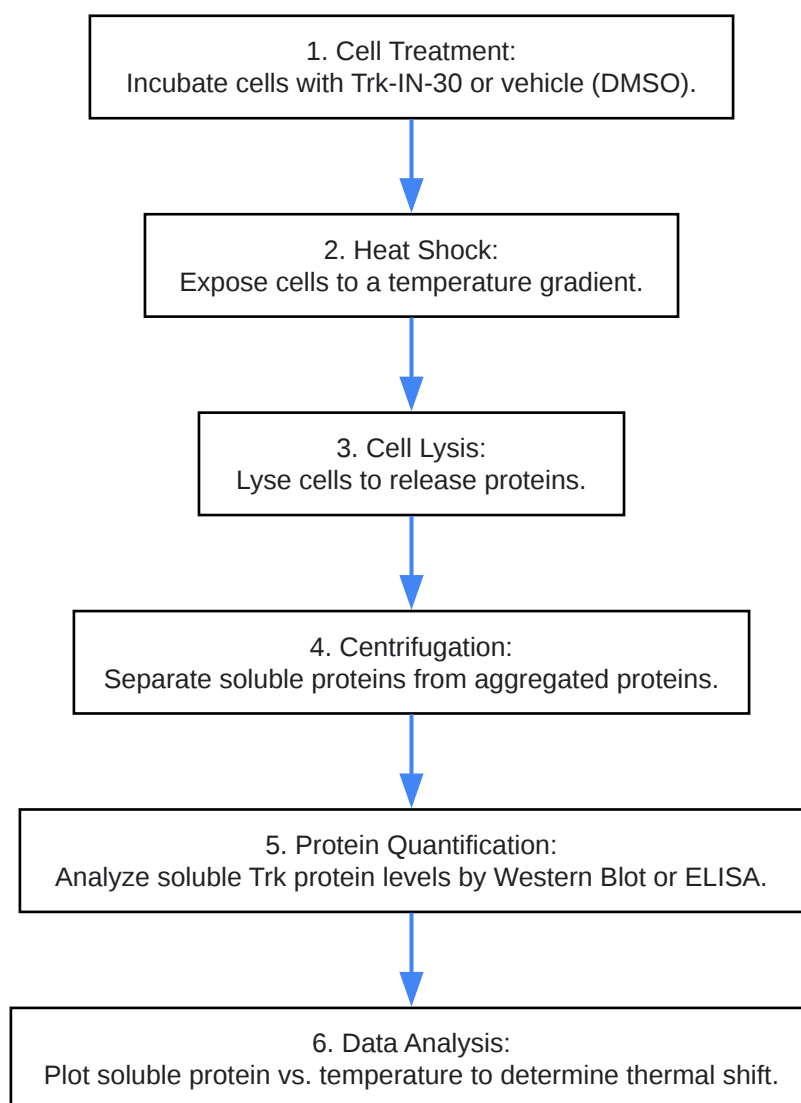 1. Cell Treatment:
Incubate cells with Trk-IN-30 or vehicle (DMSO).
2. Heat Shock:
Expose cells to a temperature gradient.
3. Cell Lysis:
Lyse cells to release proteins.
4. Centrifugation:
Separate soluble proteins from aggregated proteins.
5. Protein Quantification:
Analyze soluble Trk protein levels by Western Blot or ELISA.
6. Data Analysis:
Plot soluble protein vs. temperature to determine thermal shift.